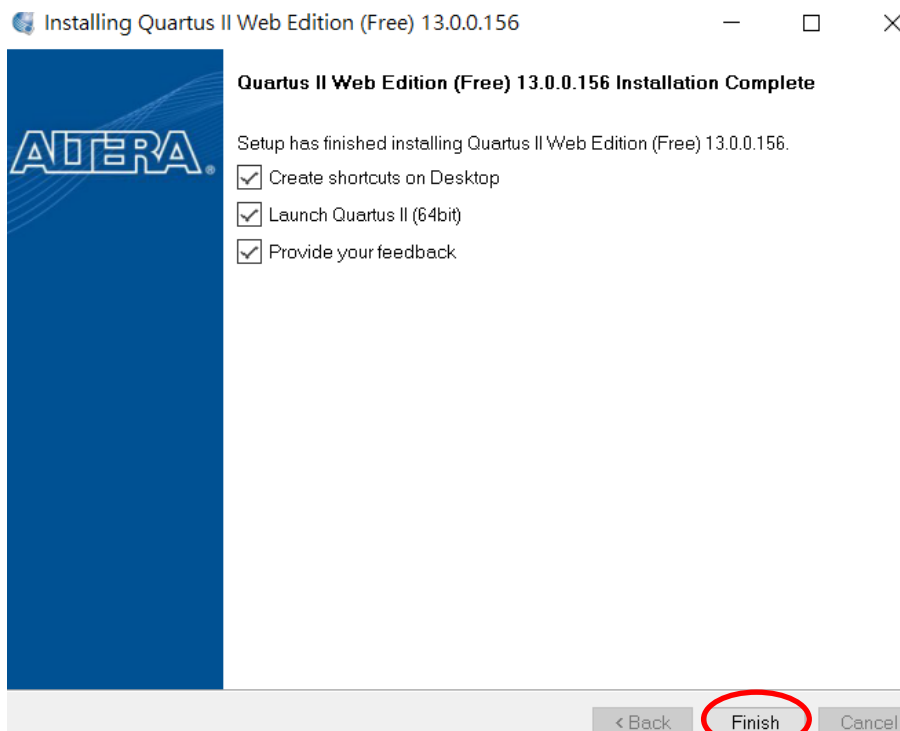 Installing Quartus II Web Edition (Free) 13.0.0.156
Quartus II Web Edition (Free) 13.0.0.156 Installation Complete
ALTERA®
Setup has finished installing Quartus II Web Edition (Free) 13.0.0.156.
Create shortcuts on Desktop
Launch Quartus II (64bit)
Provide your feedback
< Back
Finish
Cancel